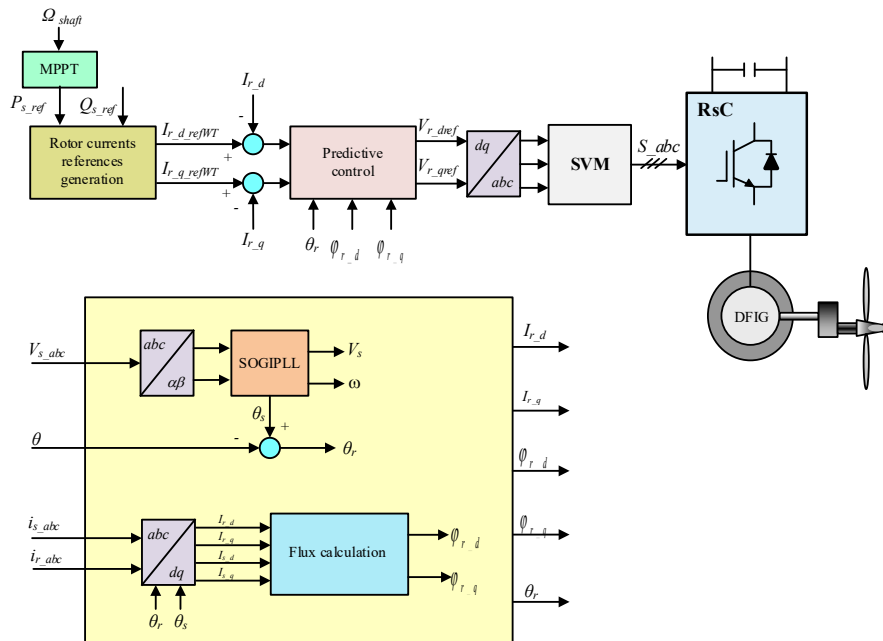 Ω shaft
MPPT
P_s_ref
Q_s_ref
Rotor currents
references
generation
I_r_d_refWT
I_r_q_refWT
I_r_d
-
+
+
-
I_r_q
Predictive
control
θ_r
φ_r_d
φ_r_q
V_r_dref
V_r_qref
dq
abc
SVM
S_abc
RsC
DFIG
V_s_abc
abc
αβ
SOGIPLL
V_s
ω
θ_s
+
-
θ
θ_r
i_s_abc
i_r_abc
abc
dq
θ_r
θ_s
I_r_d
I_r_q
I_s_d
I_s_q
Flux calculation
φ_r_d
φ_r_q
I_r_d
I_r_q
φ_r_d
φ_r_q
θ_r